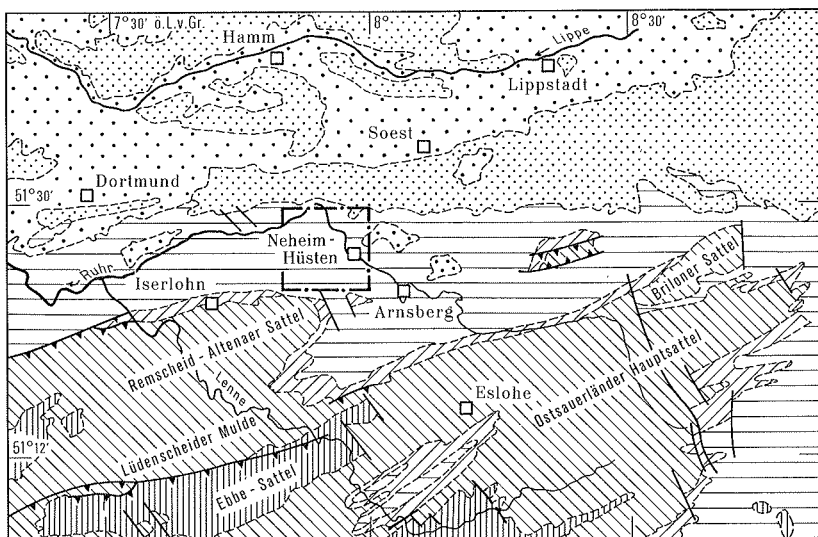 7°30' ö.L.v.Gr.
8°
8°30'
Hamm
Lippe
Lippstadt
Soest
Dortmund
51°30'
Neheim-
Hüsten
Ruhr
Iserlohn
Arnsberg
Briloner Sattel
Remscheid-Altenaer Sattel
Ostsauerländer Hauptsattel
Lenne
Eslohe
51°12'
Lüdenscheider Mulde
Ebbe-Sattel